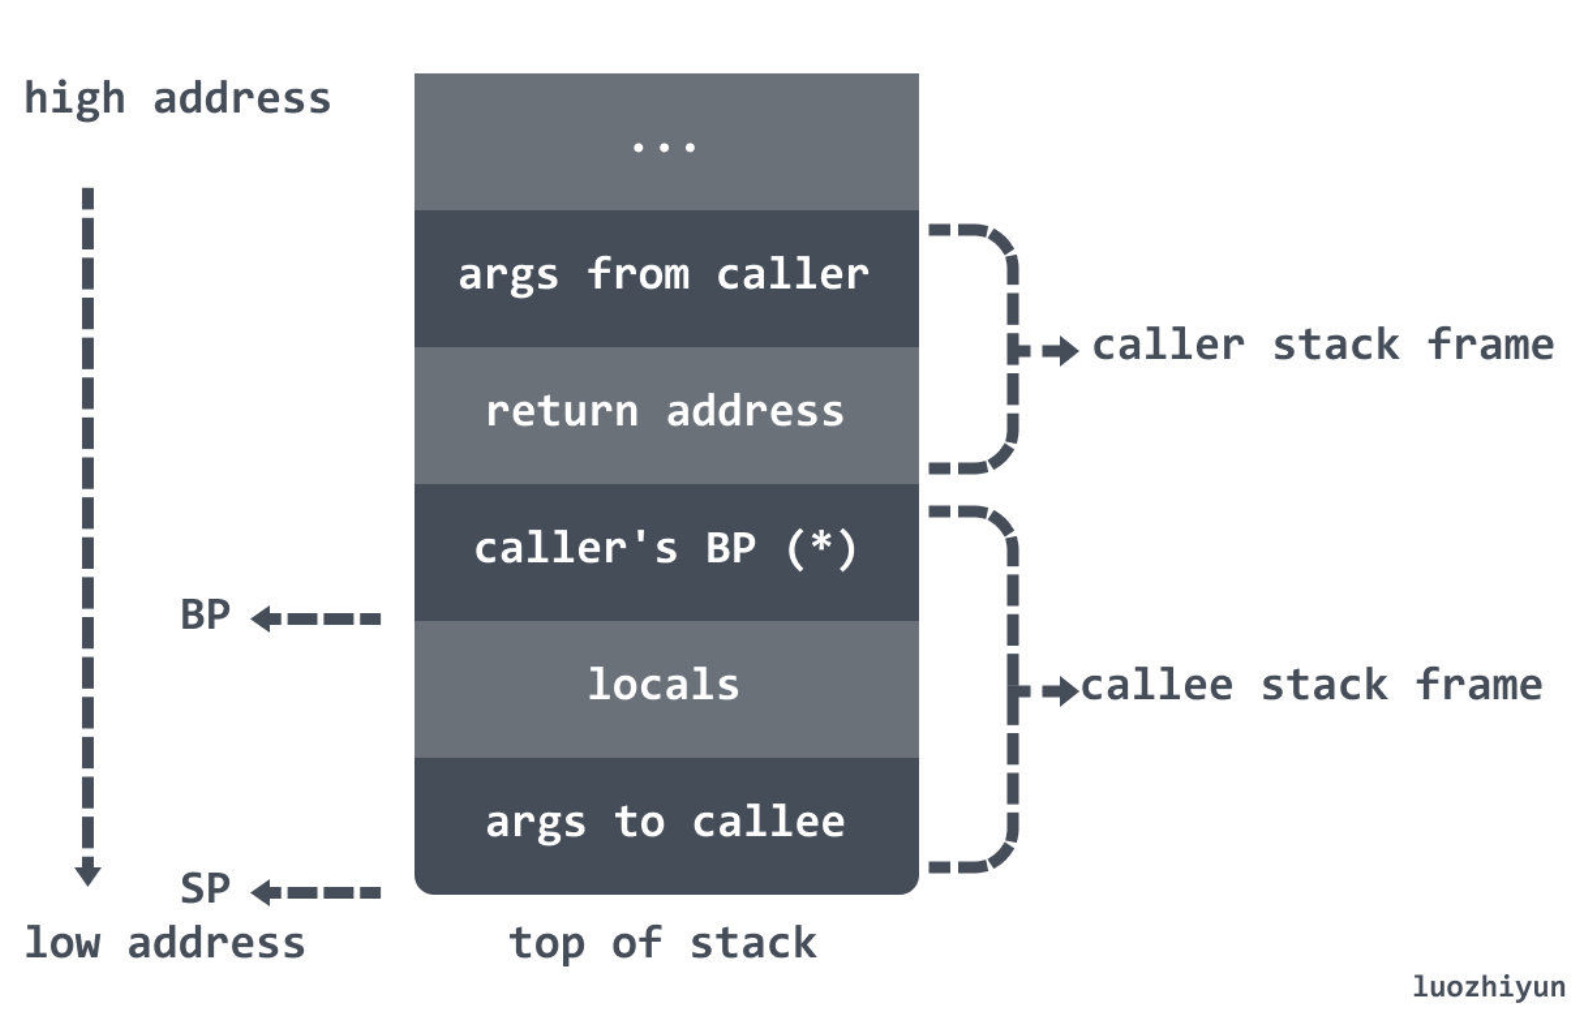 high address
...
args from caller
caller stack frame
return address
caller's BP (*)
BP
locals
callee stack frame
args to callee
SP
low address
top of stack
luozhiyun